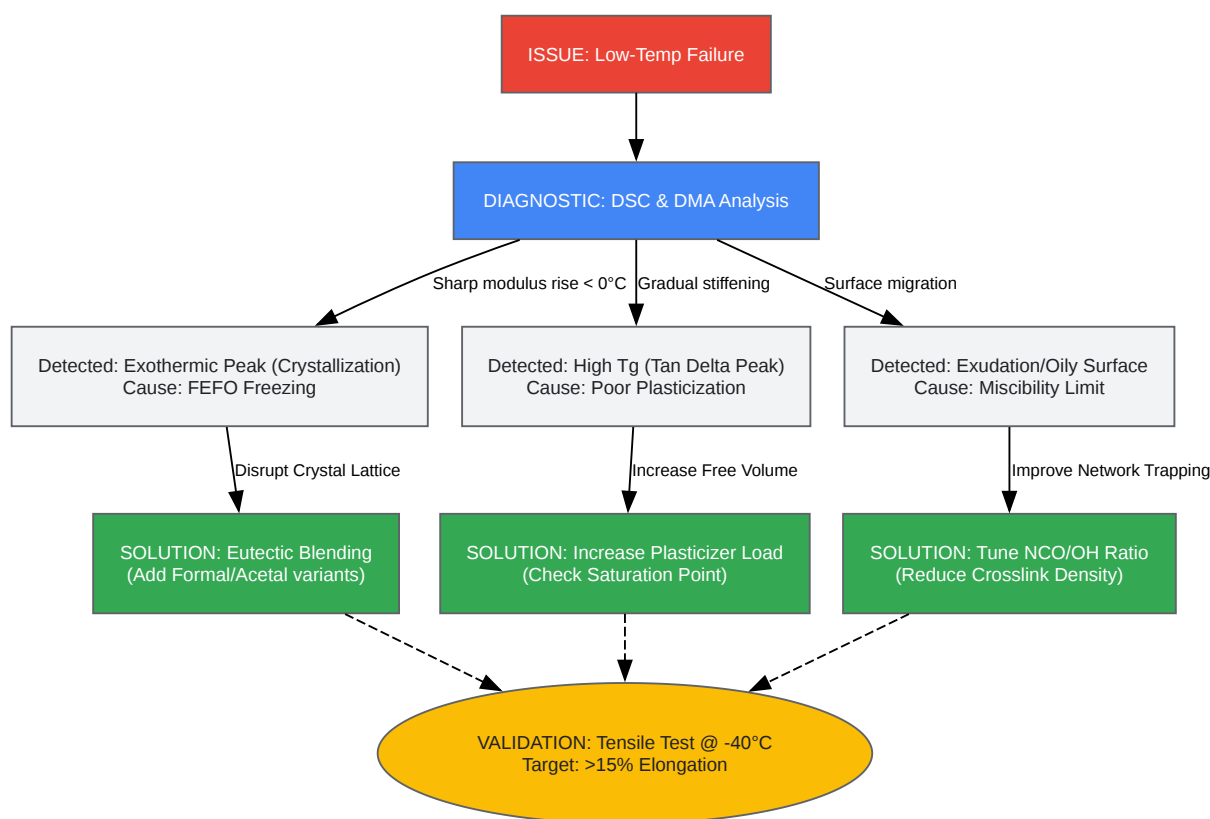 ISSUE: Low-Temp Failure
DIAGNOSTIC: DSC & DMA Analysis
Sharp modulus rise < 0°C
Gradual stiffening
Surface migration
Detected: Exothermic Peak (Crystallization)
Cause: FEFO Freezing
Detected: High Tg (Tan Delta Peak)
Cause: Poor Plasticization
Detected: Exudation/Oily Surface
Cause: Miscibility Limit
Disrupt Crystal Lattice
Increase Free Volume
Improve Network Trapping
SOLUTION: Eutectic Blending
(Add Formal/Acetal variants)
SOLUTION: Increase Plasticizer Load
(Check Saturation Point)
SOLUTION: Tune NCO/OH Ratio
(Reduce Crosslink Density)
VALIDATION: Tensile Test @ -40°C
Target: >15% Elongation